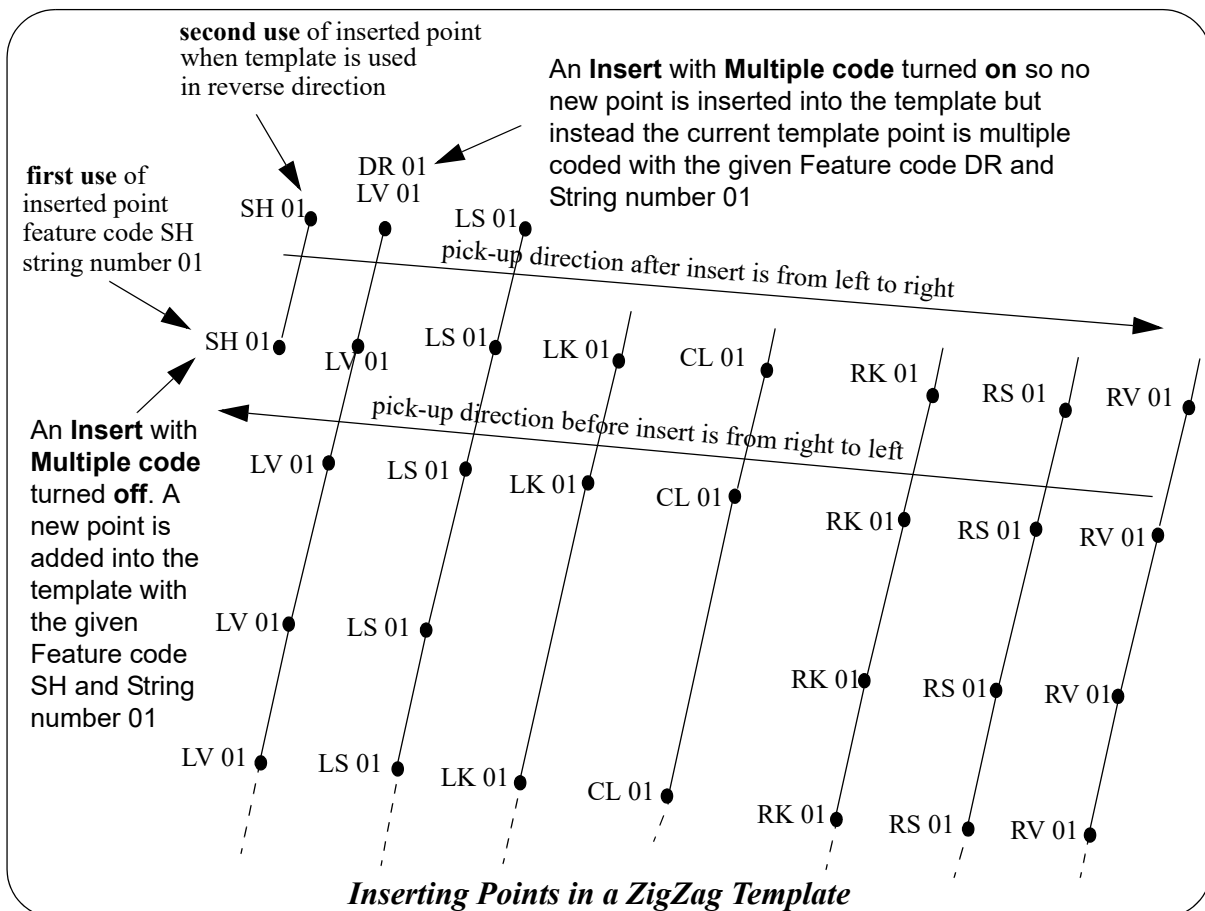 second use of inserted point
when template is used
in reverse direction
An Insert with Multiple code turned on so no
new point is inserted into the template but
instead the current template point is multiple
coded with the given Feature code DR and
String number 01
first use of
inserted point
feature code SH
string number 01
DR 01
SH 01
LV 01
LS 01
pick-up direction after insert is from left to right
SH 01
LV 01
LS 01
LK 01
CL 01
RK 01
RS 01
RV 01
pick-up direction before insert is from right to left
An Insert with
Multiple code
turned off. A
new point is
added into the
template with
the given
Feature code
SH and String
number 01
LV 01
LS 01
LK 01
CL 01
RK 01
RS 01
RV 01
LV 01
LS 01
RK 01
RS 01
RV 01
LV 01
LS 01
LK 01
CL 01
RK 01
RS 01
RV 01
Inserting Points in a ZigZag Template